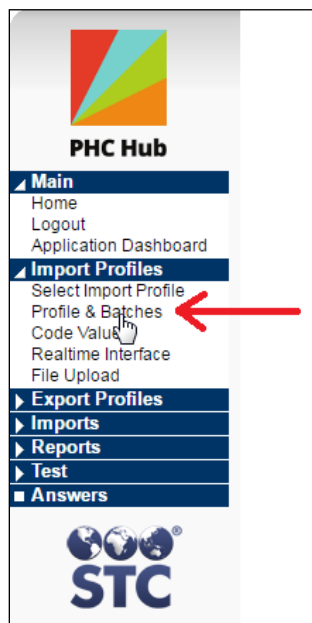 PHC Hub
Main
Home
Logout
Application Dashboard
Import Profiles
Select Import Profile
Profile & Batches
Code Values
Realtime Interface
File Upload
Export Profiles
Imports
Reports
Test
Answers
®
STC